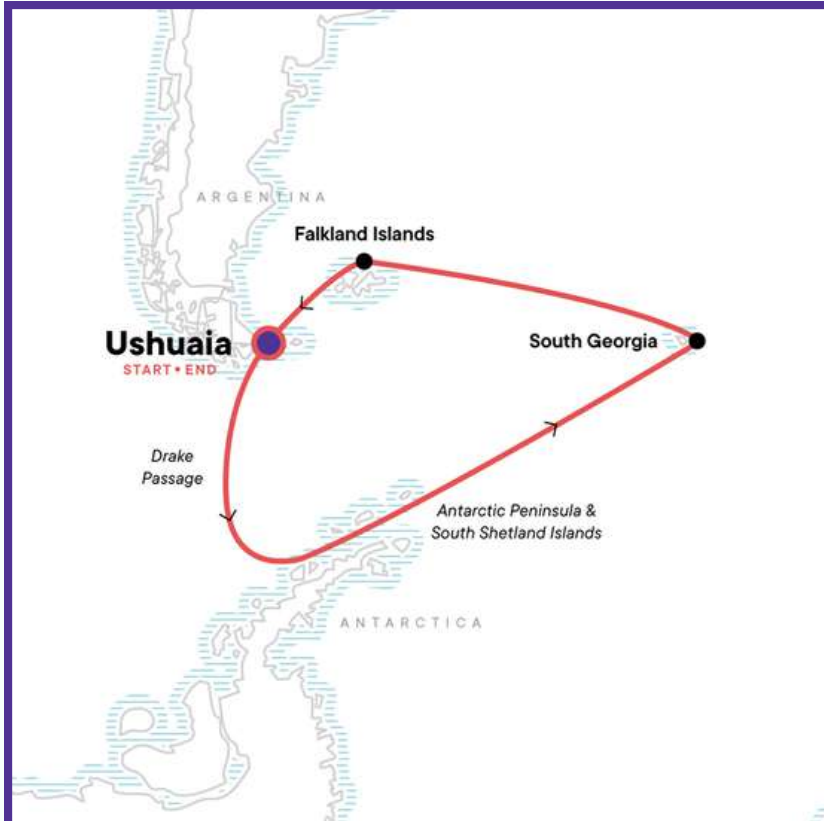 ARGENTINA
Falkland Islands
Ushuaia
START • END
South Georgia
Drake
Passage
Antarctic Peninsula &
South Shetland Islands
ANTARCTICA